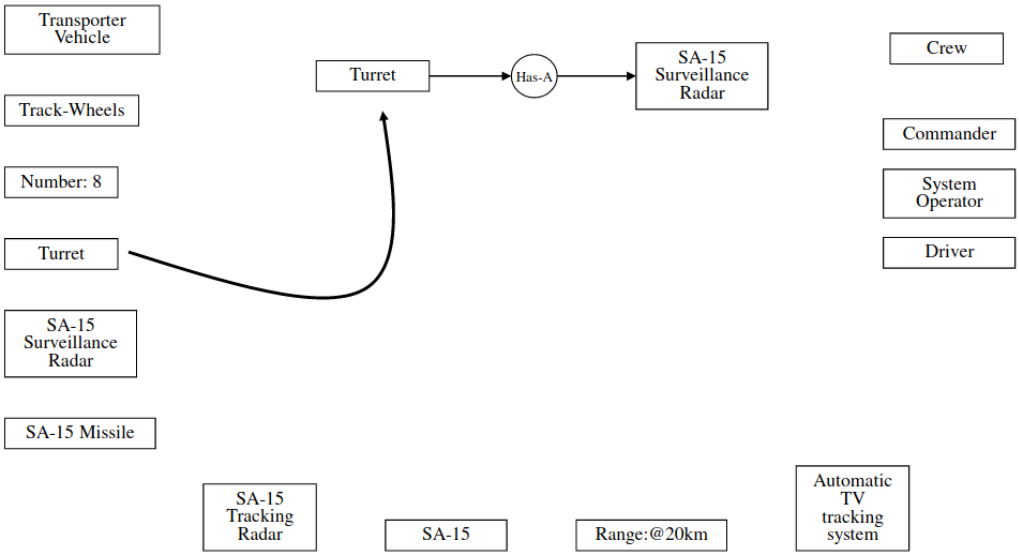 Transporter
Vehicle
Track-Wheels
Number: 8
Turret
SA-15
Surveillance
Radar
SA-15 Missile
Turret
Has-A
SA-15
Surveillance
Radar
Crew
Commander
System
Operator
Driver
SA-15
Tracking
Radar
SA-15
Range:@20km
Automatic
TV
tracking
system